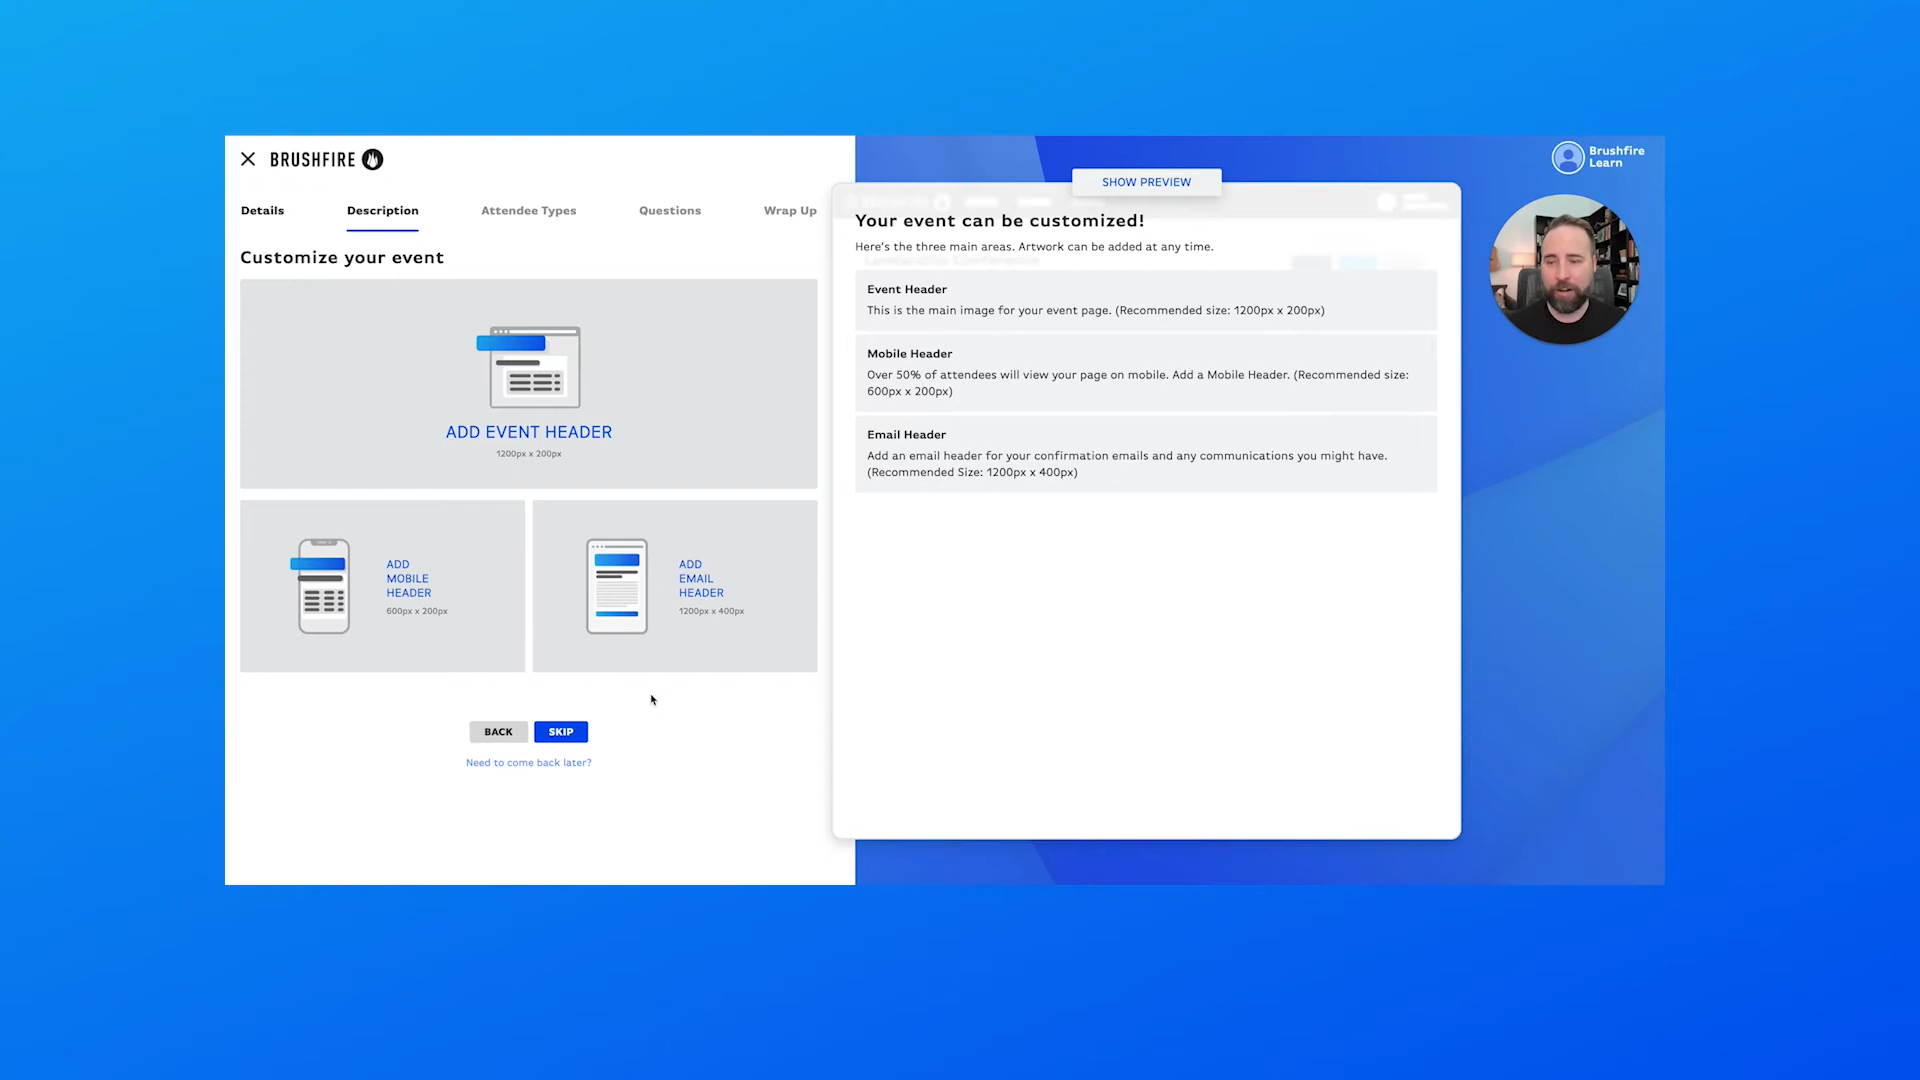 BRUSHFIRE
Details
Description
Attendee Types
Questions
Wrap Up
Customize your event
ADD EVENT HEADER
1200px x 200px
ADD
MOBILE
HEADER
600px x 200px
ADD
EMAIL
HEADER
1200px x 400px
BACK
SKIP
Need to come back later?
SHOW PREVIEW
Your event can be customized!
Here's the three main areas. Artwork can be added at any time.
Event Header
This is the main image for your event page. (Recommended size: 1200px x 200px)
Mobile Header
Over 50% of attendees will view your page on mobile. Add a Mobile Header. (Recommended size:
600px x 200px)
Email Header
Add an email header for your confirmation emails and any communications you might have.
(Recommended Size: 1200px x 400px)
Brushfire
Learn